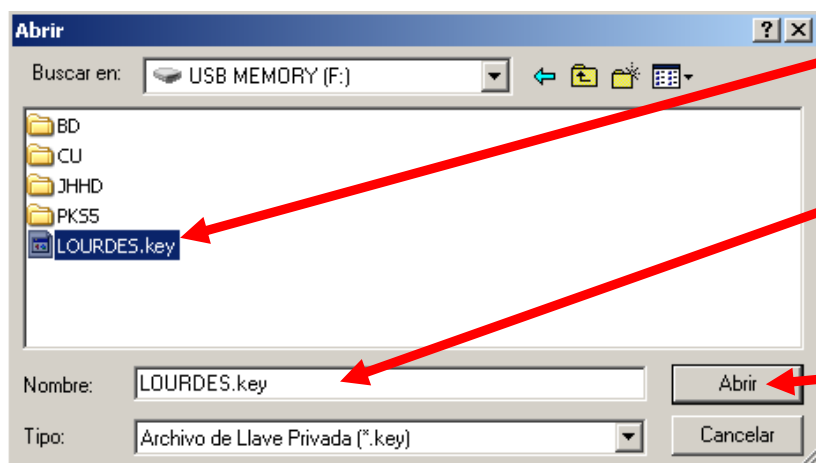 Abrir
Buscar en: USB MEMORY (F:)
BD
CU
JHHD
PKS5
LOURDES.key
Nombre: LOURDES.key Abrir
Tipo: Archivo de Llave Privada (*.key) Cancelar